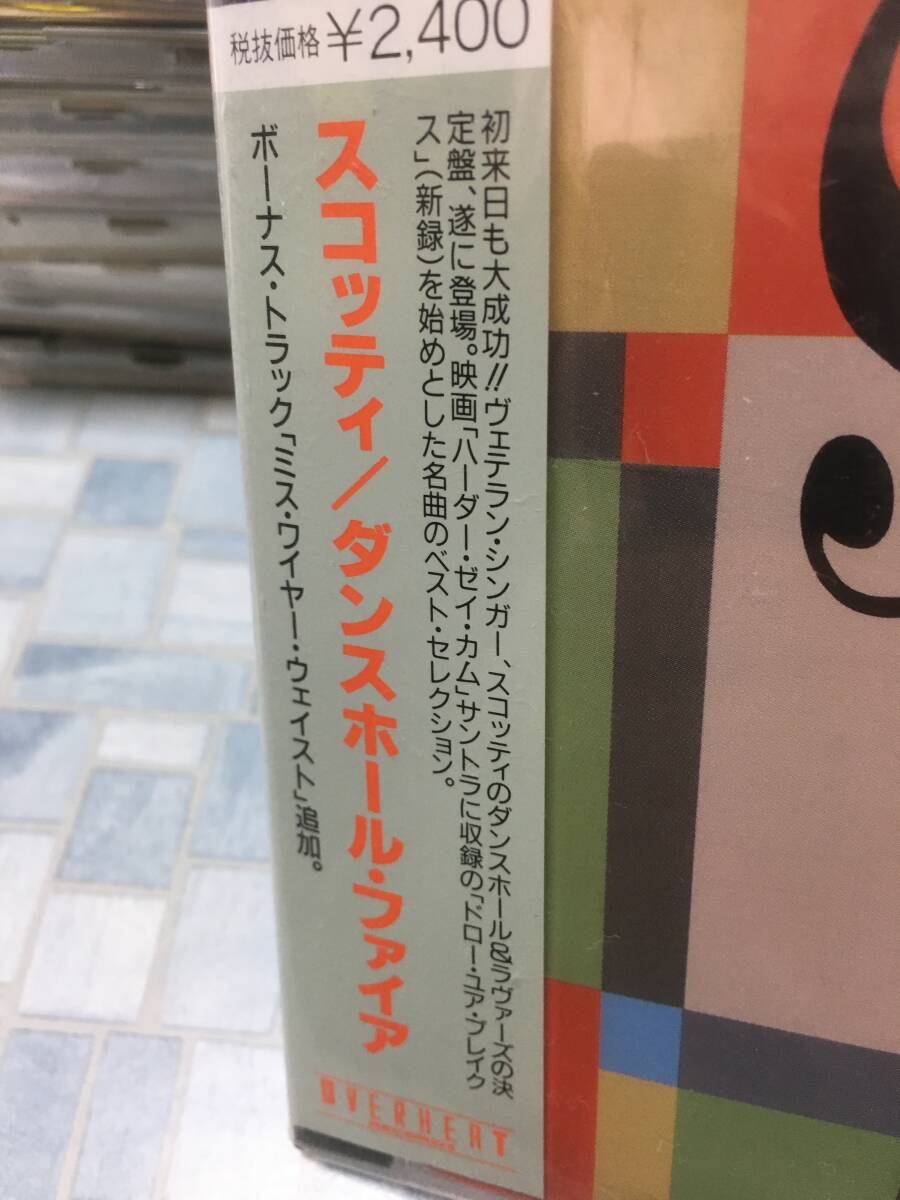 税抜価格 ¥2,400
初来日も大成功!!ヴェテラン・シンガー、スコッティのダンスホール&ラヴァーズの決
定盤、遂に登場。映画「ハーダー・ゼイ・カム」サントラに収録の「ドロー・ユア・ブレイク
ス」(新録)を始めとした名曲のベスト・セレクション。
スコッティ/ダンスホール・ファイア
ボーナス・トラック「ミス・ワイヤー・ウェイスト」追加。
OVERHEAT